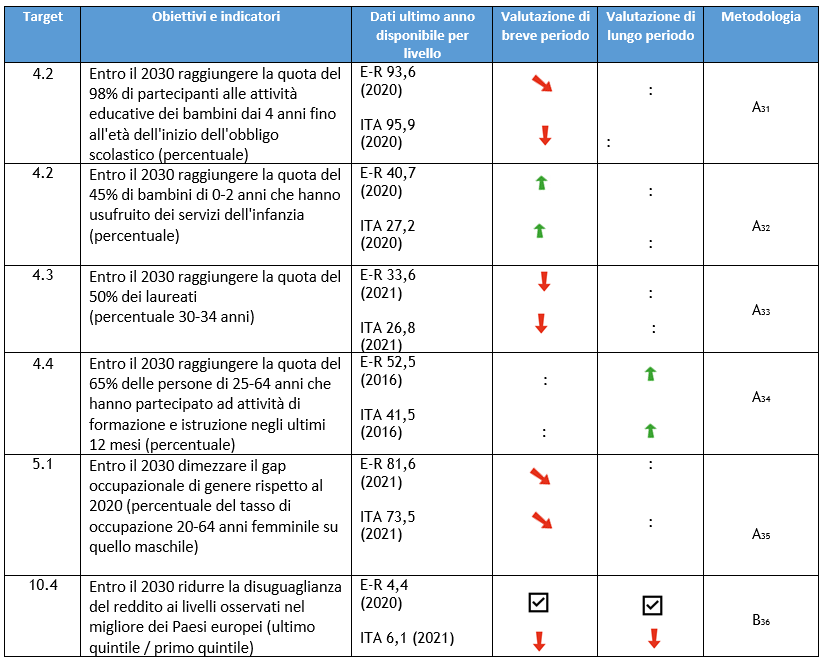 Target
Obiettivi e indicatori
Dati ultimo anno
disponibile per
livello
Valutazione di
breve periodo
Valutazione di
lungo periodo
Metodologia
4.2
Entro il 2030 raggiungere la quota del
98% di partecipanti alle attività
educative dei bambini dai 4 anni fino
all'età dell'inizio dell'obbligo
scolastico (percentuale)
E-R 93,6
(2020)
ITA 95,9
(2020)
:
:
A31
4.2
Entro il 2030 raggiungere la quota del
45% di bambini di 0-2 anni che hanno
usufruito dei servizi dell'infanzia
(percentuale)
E-R 40,7
(2020)
ITA 27,2
(2020)
:
:
A32
4.3
Entro il 2030 raggiungere la quota del
50% dei laureati
(percentuale 30-34 anni)
E-R 33,6
(2021)
ITA 26,8
(2021)
:
:
A33
4.4
Entro il 2030 raggiungere la quota del
65% delle persone di 25-64 anni che
hanno partecipato ad attività di
formazione e istruzione negli ultimi
12 mesi (percentuale)
E-R 52,5
(2016)
ITA 41,5
(2016)
:
:
A34
5.1
Entro il 2030 dimezzare il gap
occupazionale di genere rispetto al
2020 (percentuale del tasso di
occupazione 20-64 anni femminile su
quello maschile)
E-R 81,6
(2021)
ITA 73,5
(2021)
:
:
A35
10.4
Entro il 2030 ridurre la disuguaglianza
del reddito ai livelli osservati nel
migliore dei Paesi europei (ultimo
quintile / primo quintile)
E-R 4,4
(2020)
ITA 6,1 (2021)
B36